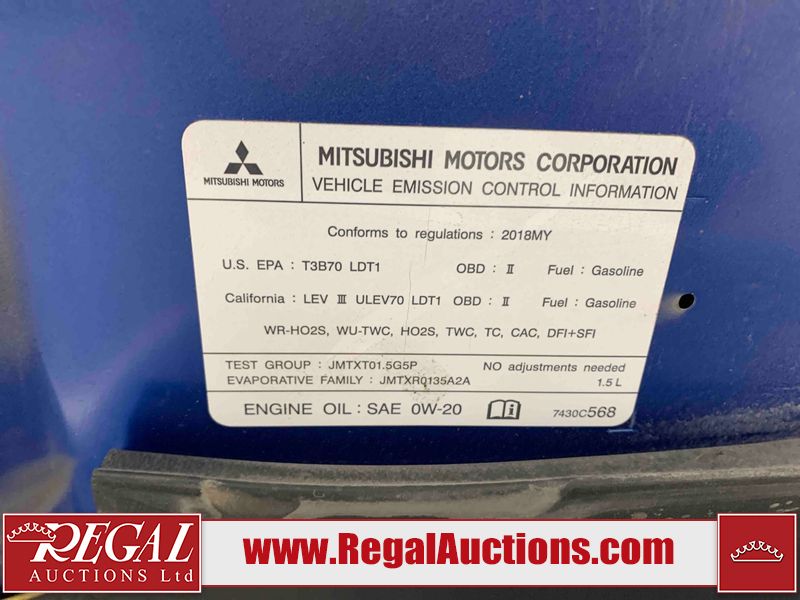 MITSUBISHI MOTORS
MITSUBISHI MOTORS CORPORATION
VEHICLE EMISSION CONTROL INFORMATION
Conforms to regulations : 2018MY
U.S. EPA : T3B70 LDT1 OBD : II Fuel : Gasoline
California : LEV III ULEV70 LDT1 OBD : II Fuel : Gasoline
WR-HO2S, WU-TWC, HO2S, TWC, TC, CAC, DFI+SFI
TEST GROUP : JMTXT01.5G5P NO adjustments needed
EVAPORATIVE FAMILY : JMTXR0135A2A 1.5 L
ENGINE OIL : SAE 0W-20 7430C568
REGAL
AUCTIONS Ltd
www.RegalAuctions.com